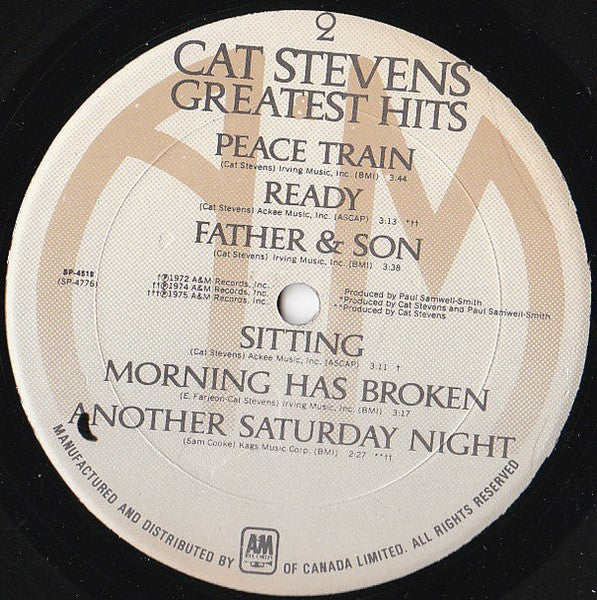 2
CAT STEVENS
GREATEST HITS
PEACE TRAIN
(Cat Stevens) Irving Music, Inc. (BMI) 3:44
READY
(Cat Stevens) Ackee Music, Inc. (ASCAP) 3:13 *††
FATHER & SON
(Cat Stevens) Irving Music, Inc. (BMI) 3:38
SP-4519
(SP-4776)
†℗1972 A&M Records, Inc.
††℗1974 A&M Records, Inc.
†††℗1975 A&M Records, Inc.
Produced by Paul Samwell-Smith
*Produced by Cat Stevens and Paul Samwell-Smith
**Produced by Cat Stevens
SITTING
(Cat Stevens) Ackee Music, Inc. (ASCAP) 3:11 †
MORNING HAS BROKEN
(E. Farjeon-Cat Stevens) Irving Music, Inc. (BMI) 3:17
ANOTHER SATURDAY NIGHT
(Sam Cooke) Kags Music Corp. (BMI) 2:27 **††
MANUFACTURED AND DISTRIBUTED BY A&M RECORDS OF CANADA LIMITED. ALL RIGHTS RESERVED